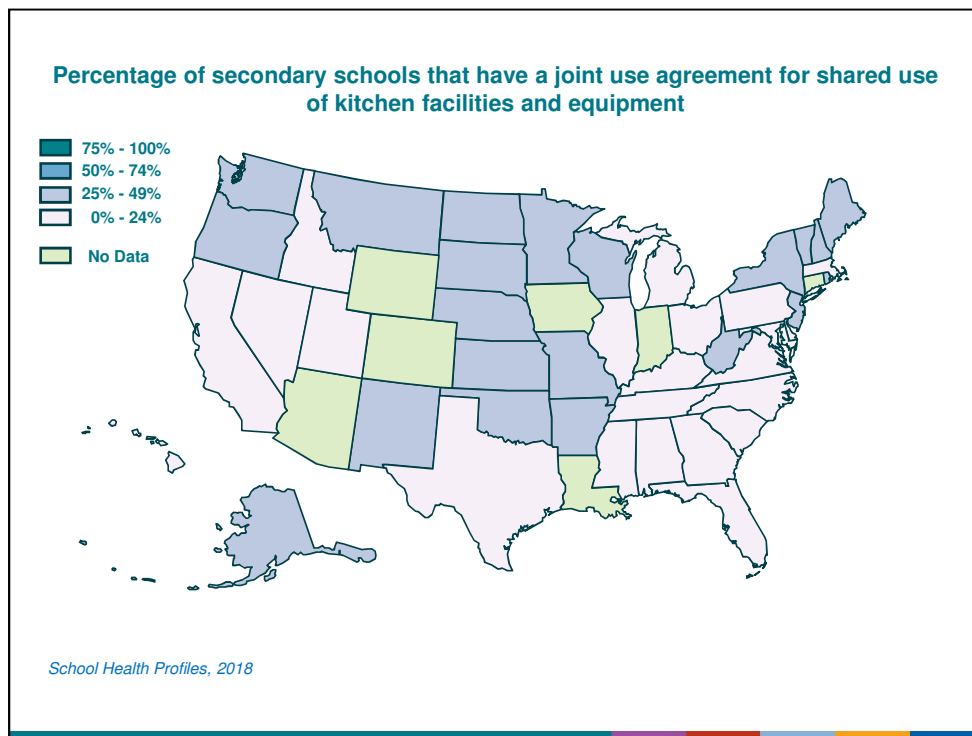 Percentage of secondary schools that have a joint use agreement for shared use
of kitchen facilities and equipment
75% - 100%
50% - 74%
25% - 49%
0% - 24%
No Data
School Health Profiles, 2018